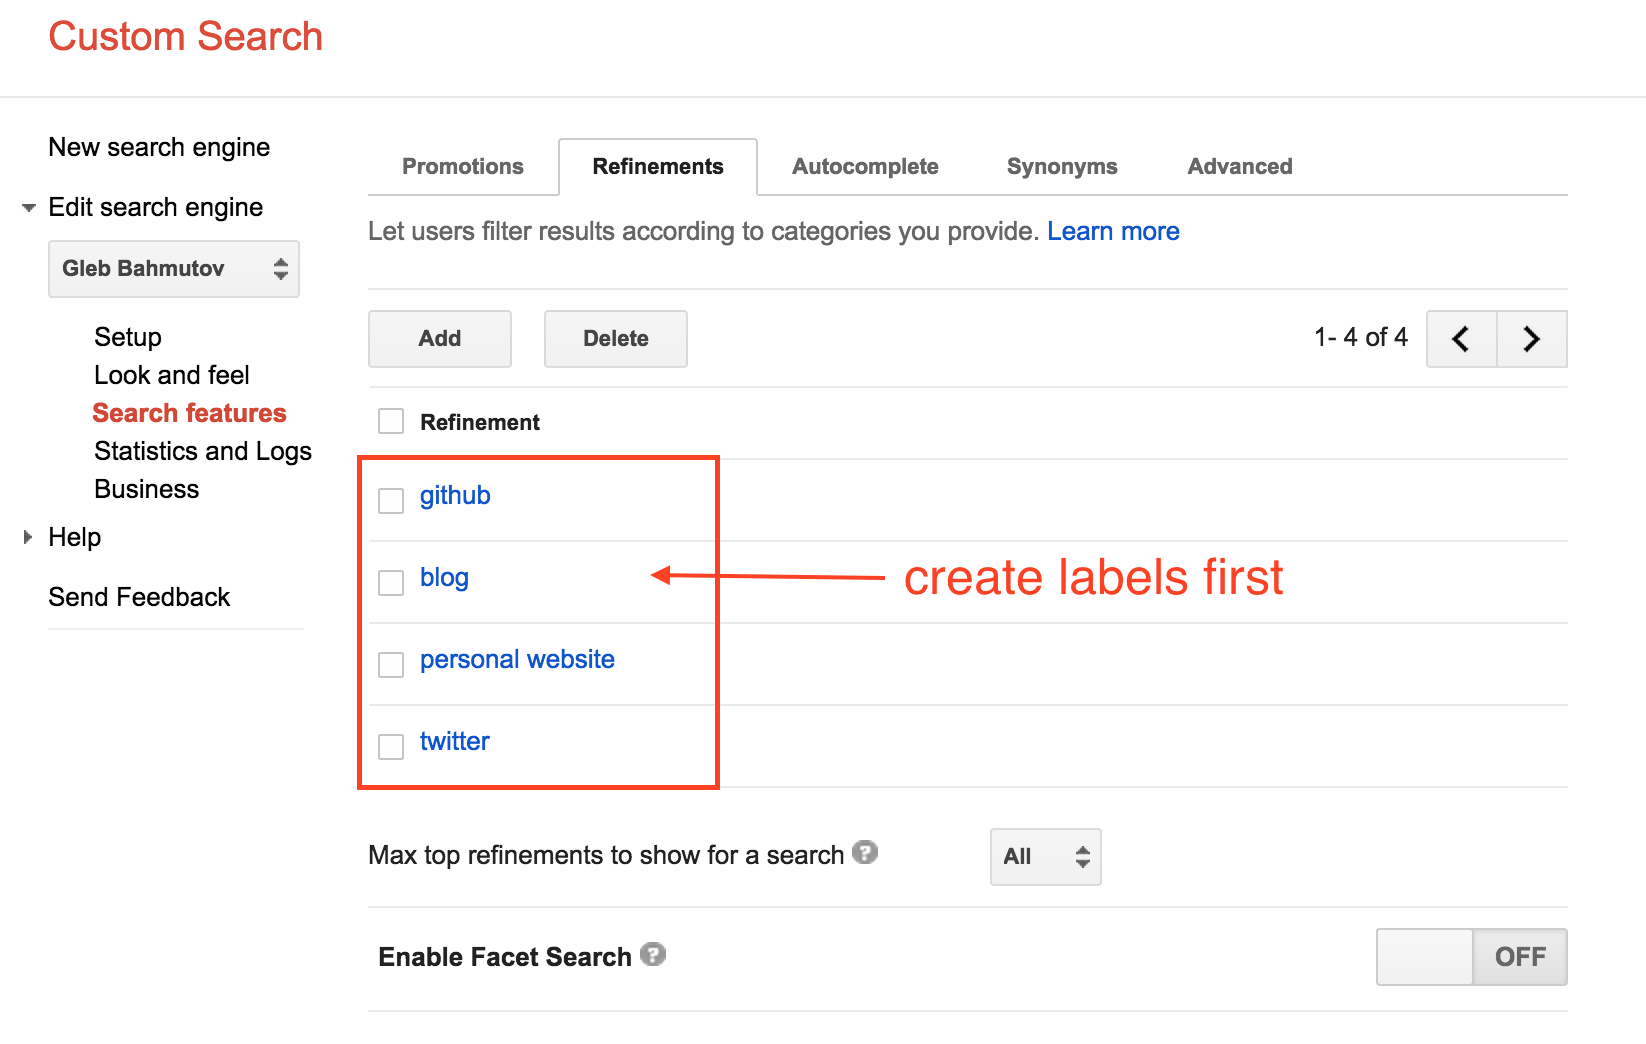 Custom Search
New search engine
Edit search engine
Gleb Bahmutov
Setup
Look and feel
Search features
Statistics and Logs
Business
Help
Send Feedback
Promotions Refinements Autocomplete Synonyms Advanced
Let users filter results according to categories you provide. Learn more
Add Delete 1- 4 of 4
Refinement
github
blog
create labels first
personal website
twitter
Max top refinements to show for a search ? All
Enable Facet Search ? OFF